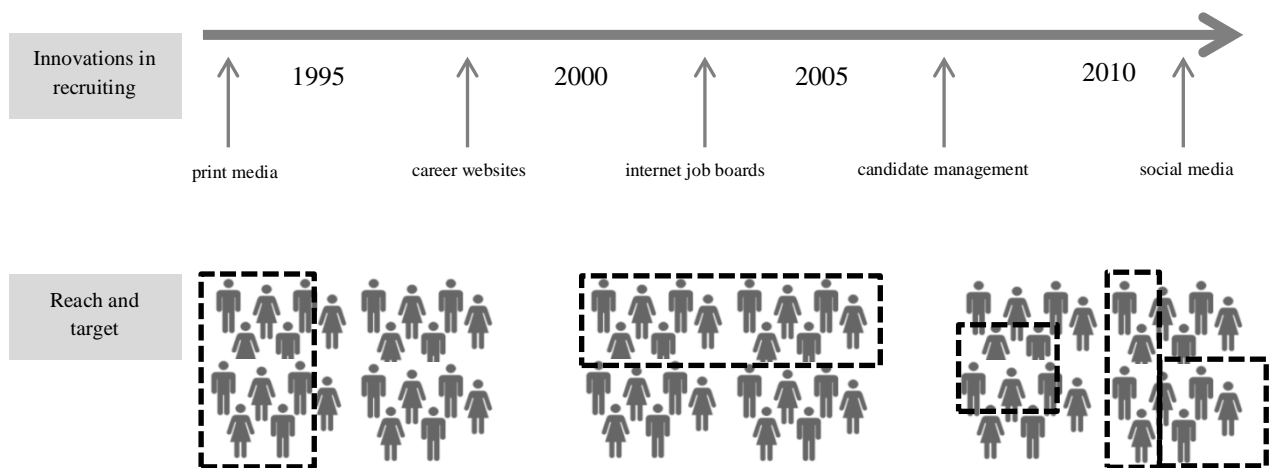 Innovations in
recruiting
1995
2000
2005
2010
print media
career websites
internet job boards
candidate management
social media
Reach and
target